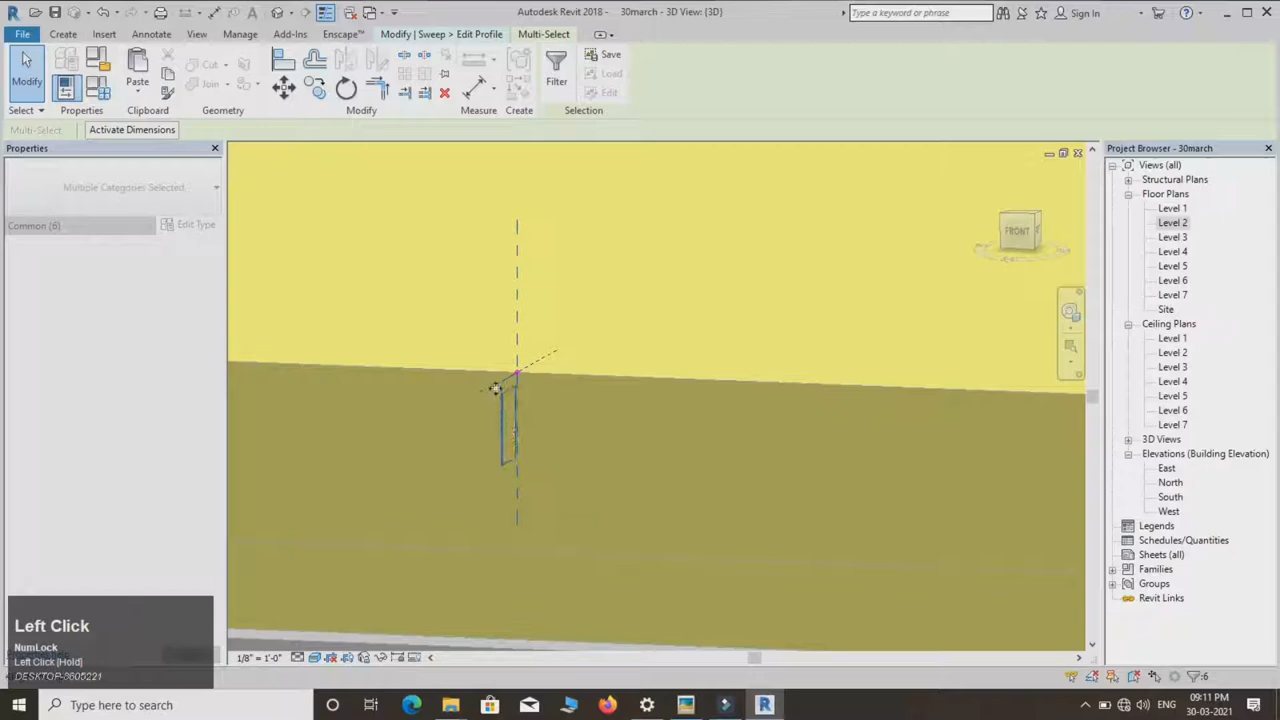 Autodesk Revit 2018 - 30march - 3D View: {3D}
Type a keyword or phrase
Sign In
File
Create
Insert
Annotate
View
Manage
Add-Ins
Enscape™
Modify | Sweep > Edit Profile
Multi-Select
Modify
Paste
Cut
Join
Save
Load
Edit
Filter
Select
Properties
Clipboard
Geometry
Modify
Measure
Create
Selection
Multi-Select
Activate Dimensions
Properties
Multiple Categories Selected
Common (6)
Edit Type
FRONT
Project Browser - 30march
Views (all)
Structural Plans
Floor Plans
Level 1
Level 2
Level 3
Level 4
Level 5
Level 6
Level 7
Site
Ceiling Plans
Level 1
Level 2
Level 3
Level 4
Level 5
Level 6
Level 7
3D Views
Elevations (Building Elevation)
East
North
South
West
Legends
Schedules/Quantities
Sheets (all)
Families
Groups
Revit Links
Left Click
NumLock
Left Click [Hold]
DESKTOP-8605221
1/8" = 1'-0"
:6
Type here to search
ENG
09:11 PM
30-03-2021